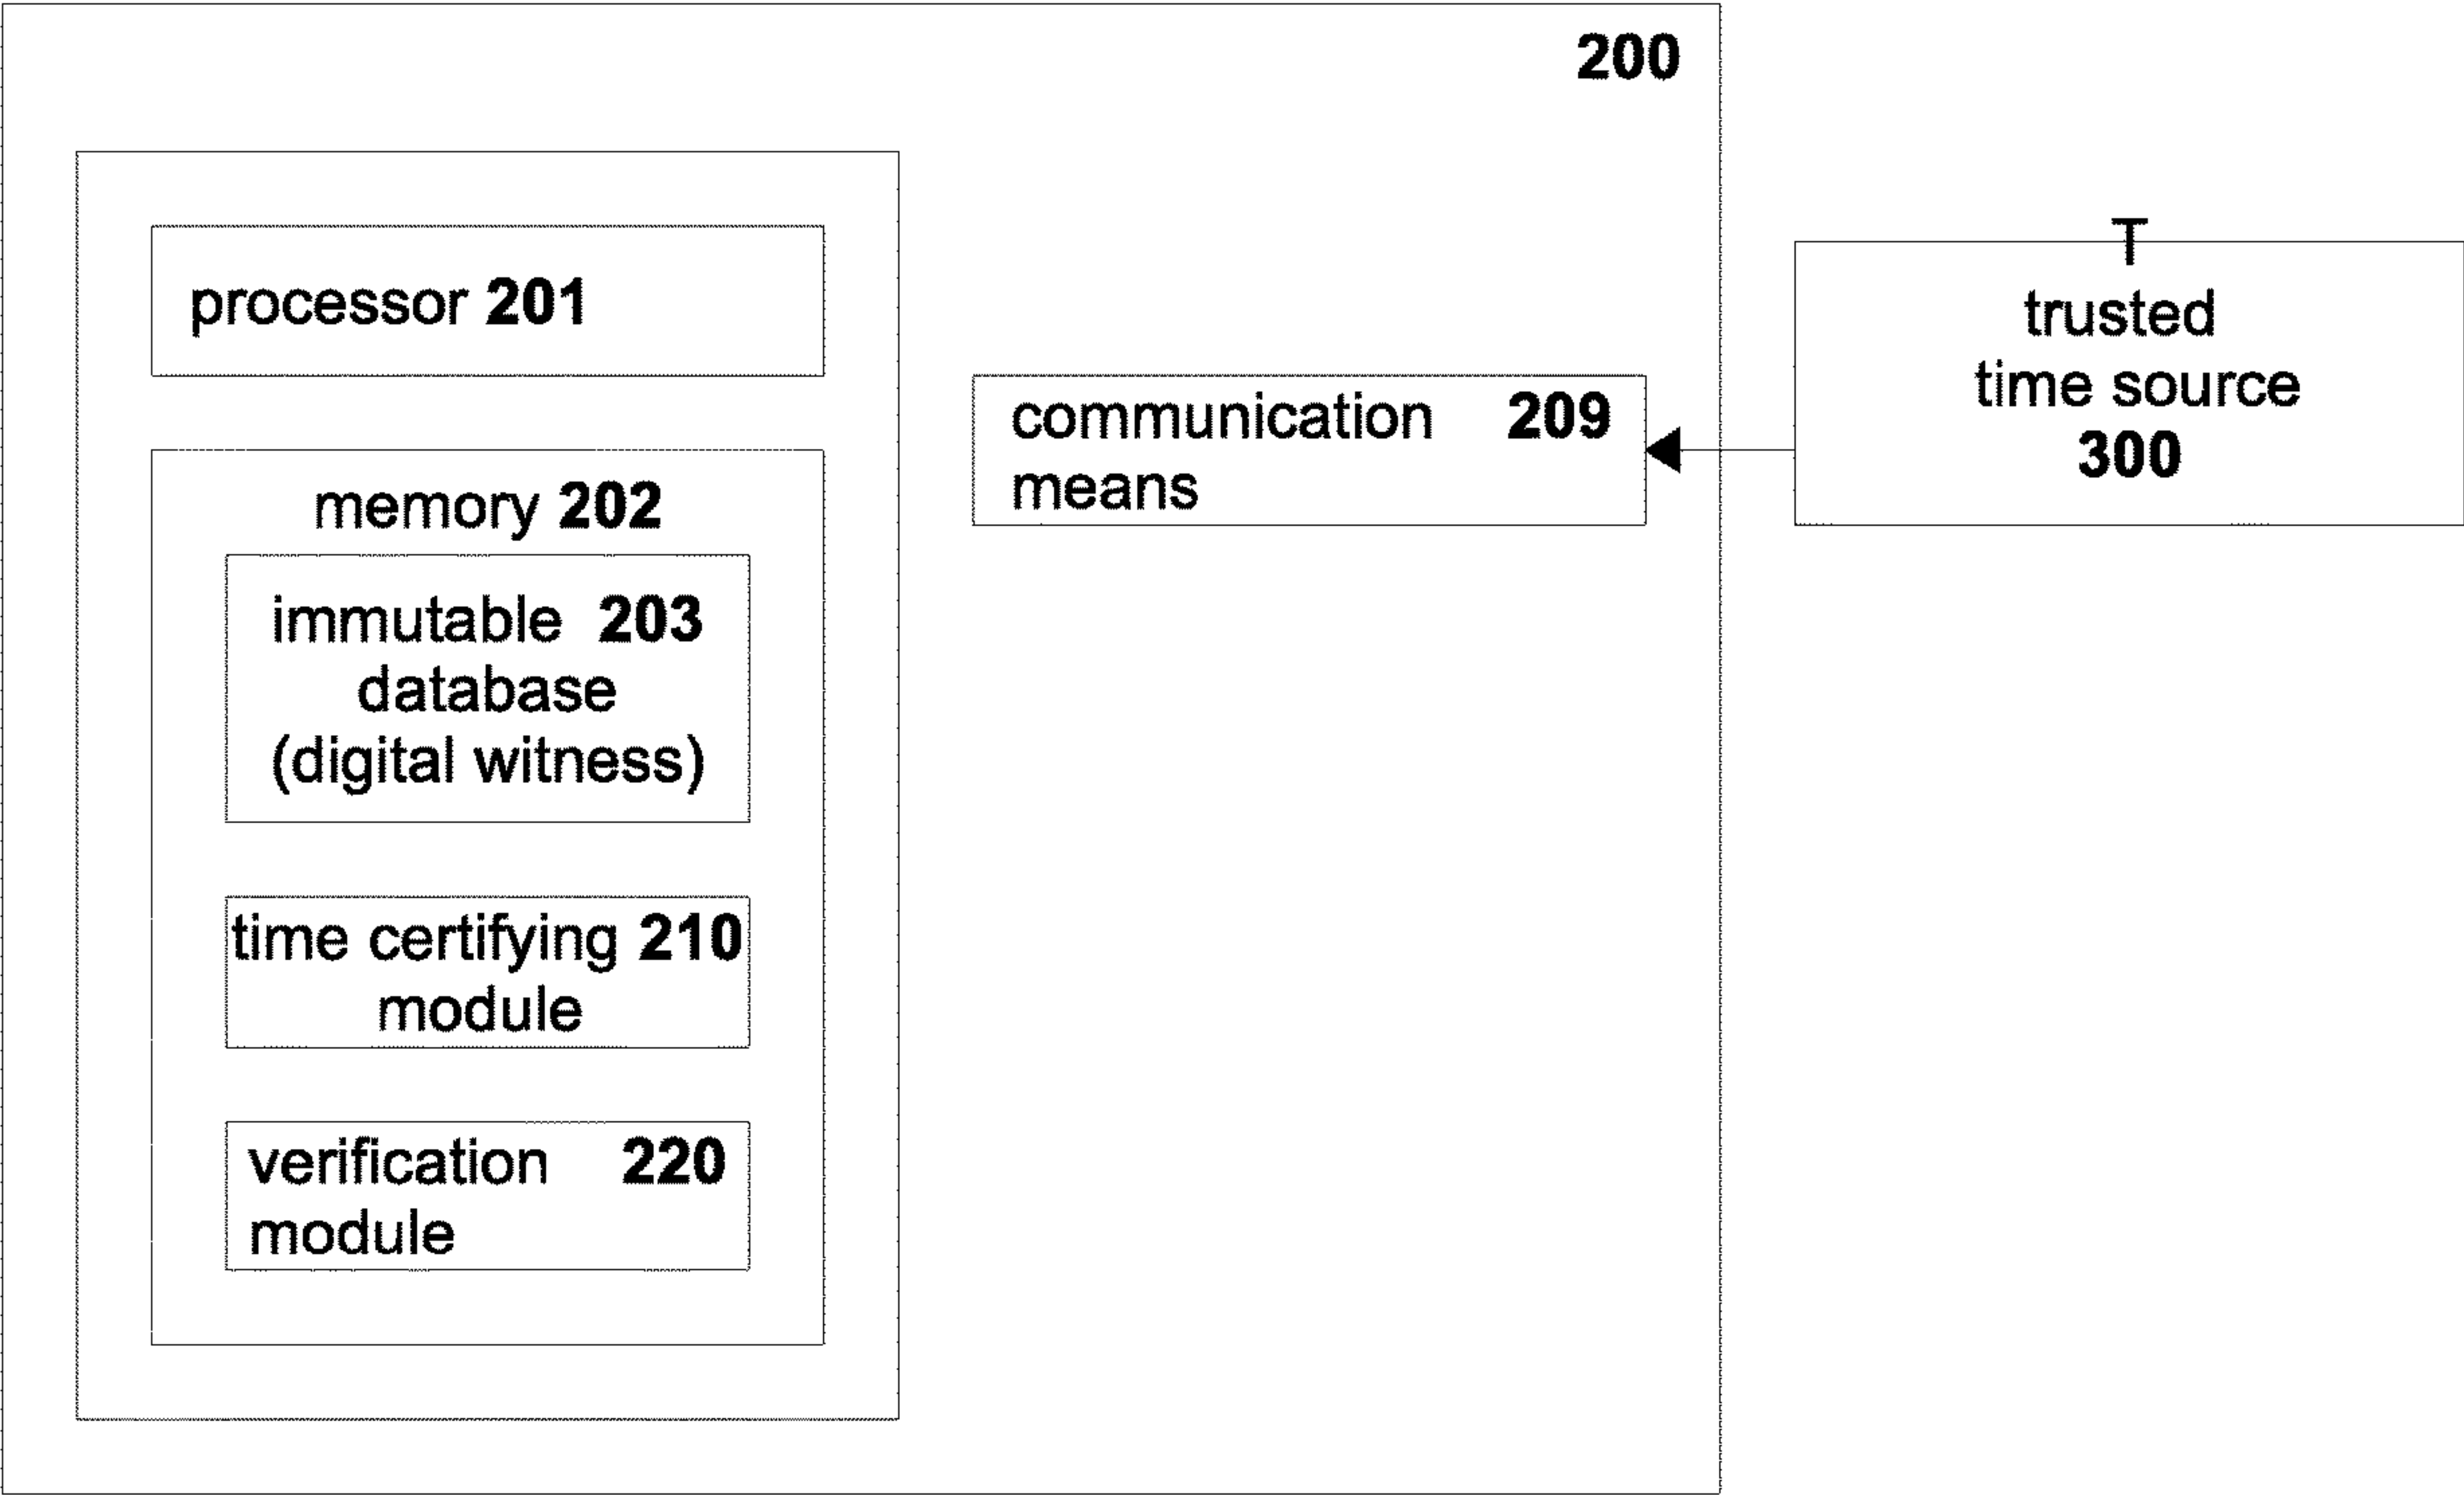 200
processor 201
memory 202
immutable 203
database
(digital witness)
time certifying 210
module
verification 220
module
communication 209
means
T
trusted
time source
300